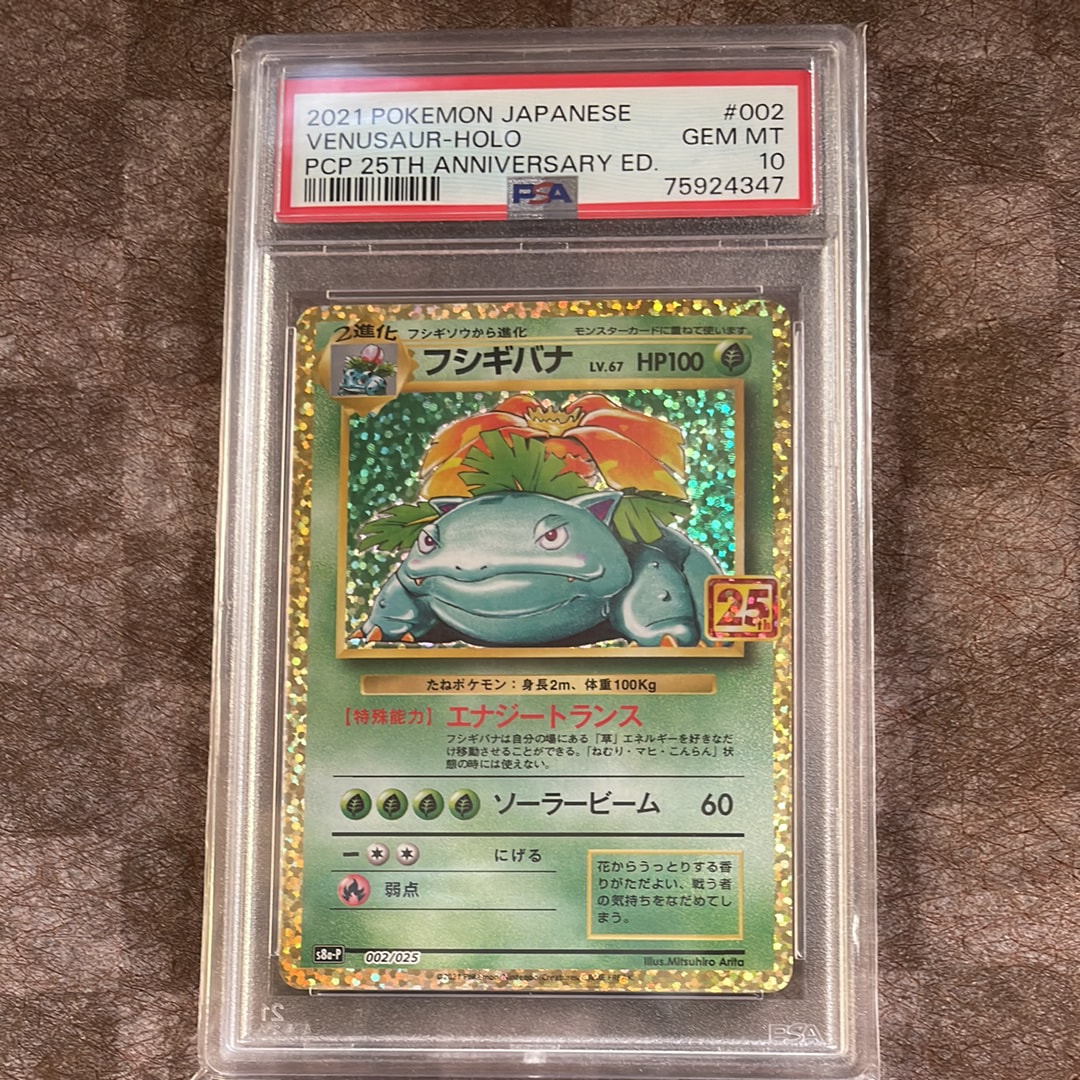 2021 POKEMON JAPANESE #002
VENUSAUR-HOLO GEM MT
PCP 25TH ANNIVERSARY ED. 10
PSA 75924347
2進化 フシギソウから進化 モンスターカードに重ねて使います。
フシギバナ LV.67 HP100
25th
たねポケモン：身長2m、体重100Kg
【特殊能力】エナジートランス
フシギバナは自分の場にある「草」エネルギーを好きなだ
け移動させることができる。「ねむり・マヒ・こんらん」状
態の時には使えない。
ソーラービーム 60
ー にげる
弱点
花からうっとりする香
りがただよい、戦う者
の気持ちをなだめてし
まう。
s8a-P 002/025 Illus.Mitsuhiro Arita
©2021 Pokémon/Nintendo/Creatures/GAME FREAK
PSA